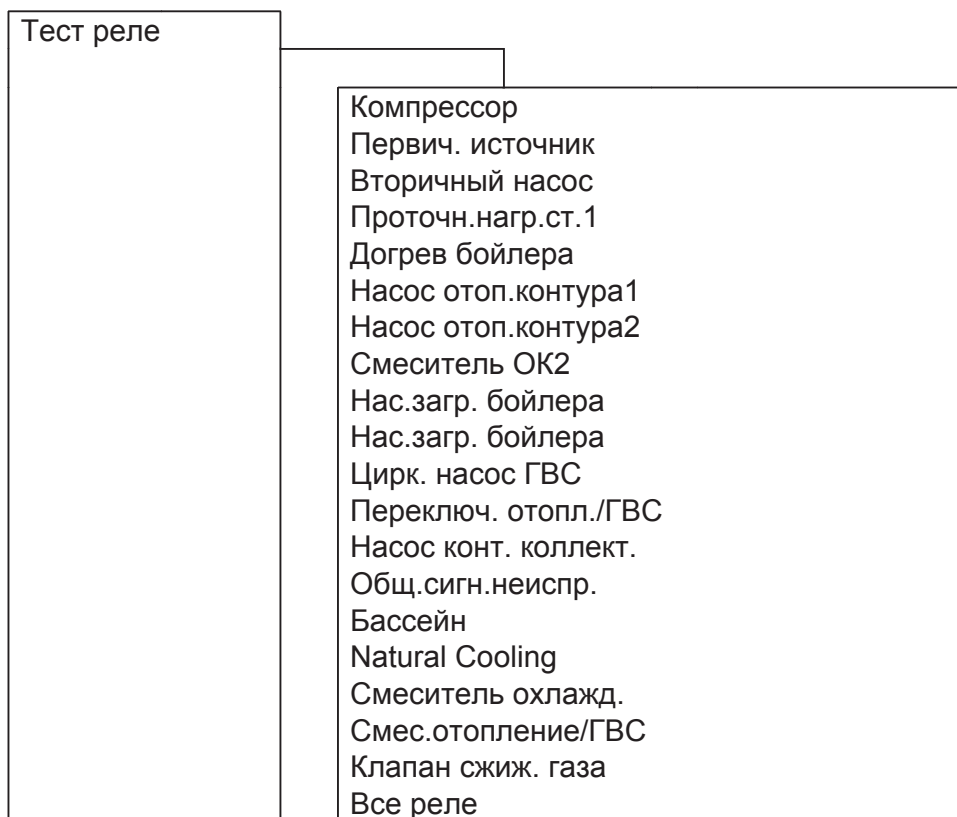 Тест реле
Компрессор
Первич. источник
Вторичный насос
Проточн.нагр.ст.1
Догрев бойлера
Насос отоп.контура1
Насос отоп.контура2
Смеситель ОК2
Нас.загр. бойлера
Нас.загр. бойлера
Цирк. насос ГВС
Переключ. отопл./ГВС
Насос конт. коллект.
Общ.сигн.неиспр.
Бассейн
Natural Cooling
Смеситель охлажд.
Смес.отопление/ГВС
Клапан сжиж. газа
Все реле